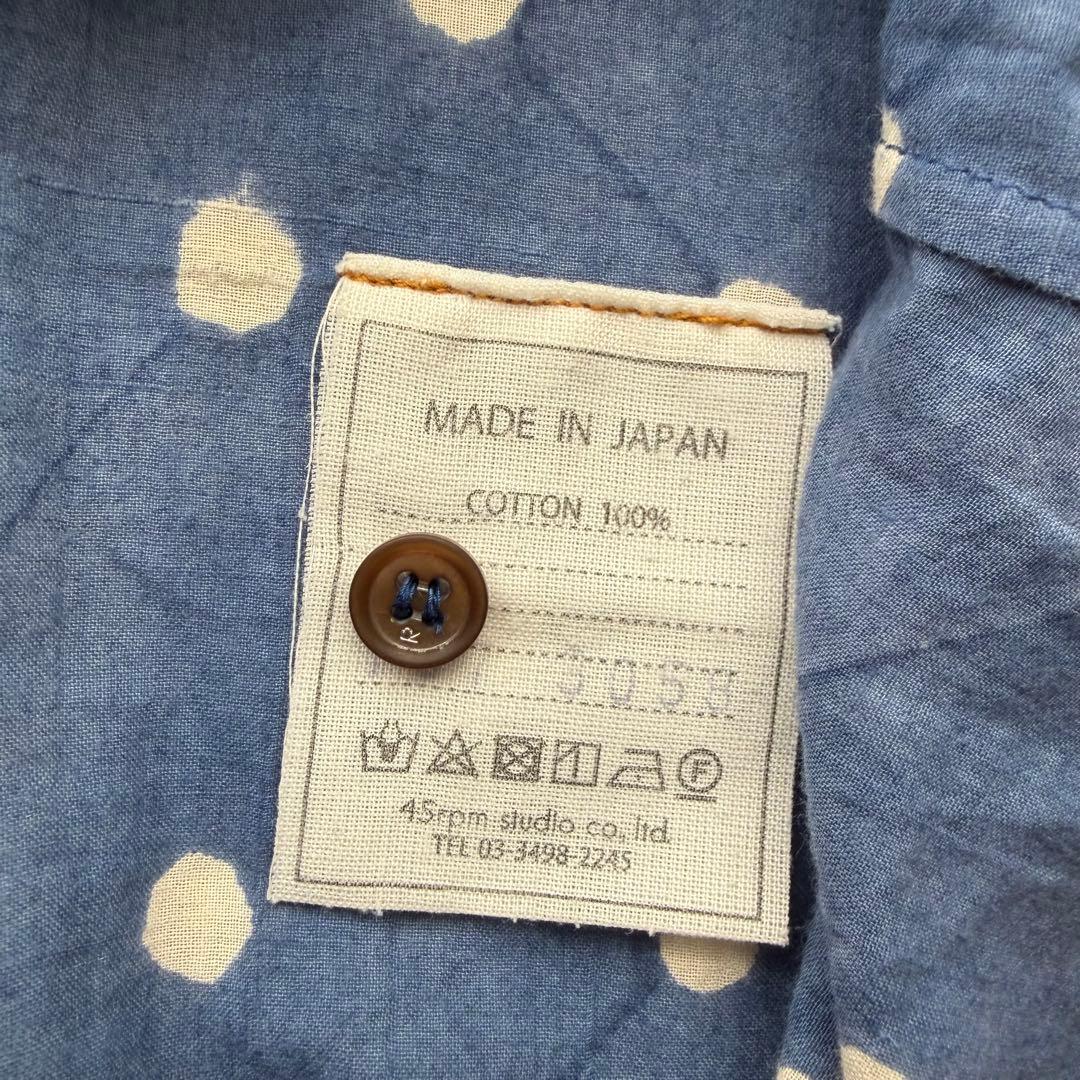 MADE IN JAPAN
COTTON 100%
R
F
45rpm studio co., ltd.
TEL 03-3498-2245